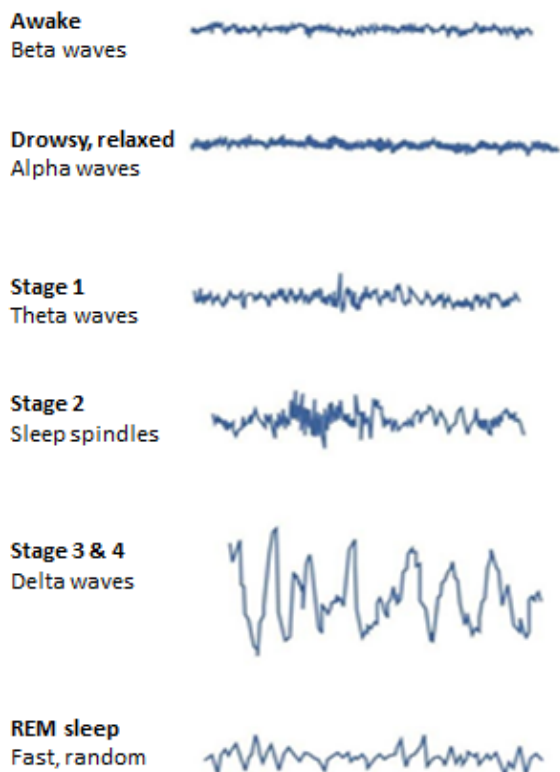 Awake
Beta waves
Drowsy, relaxed
Alpha waves
Stage 1
Theta waves
Stage 2
Sleep spindles
Stage 3 & 4
Delta waves
REM sleep
Fast, random